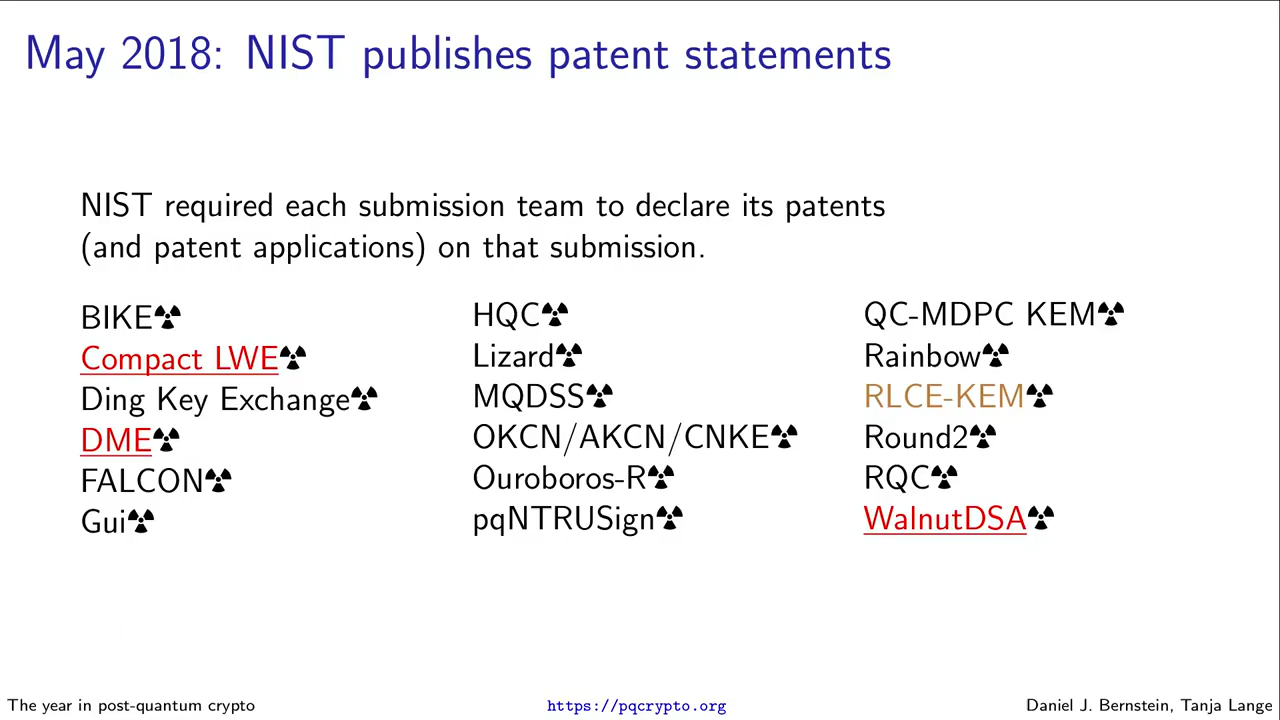 May 2018: NIST publishes patent statements
NIST required each submission team to declare its patents
(and patent applications) on that submission.
BIKE☢
Compact LWE☢
Ding Key Exchange☢
DME☢
FALCON☢
Gui☢
HQC☢
Lizard☢
MQDSS☢
OKCN/AKCN/CNKE☢
Ouroboros-R☢
pqNTRUSign☢
QC-MDPC KEM☢
Rainbow☢
RLCE-KEM☢
Round2☢
RQC☢
WalnutDSA☢
The year in post-quantum crypto
https://pqcrypto.org
Daniel J. Bernstein, Tanja Lange